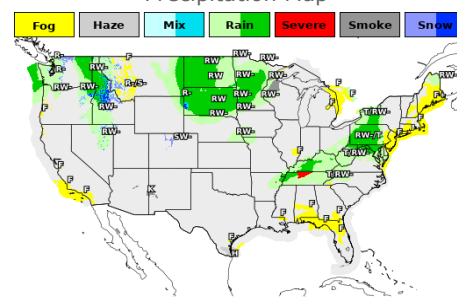 Precipitation Map
Fog Haze Mix Rain Severe Smoke Snow
R- F RW- RW-
R- RW RW- RW-
RW- R-/S- RW RW- F RW-
R- RW RW- F
F RW- RW- T/RW-
RW- SW- RW- RW-/T F F
F T/RW- F
F T/RW-
F F K
F F
F F F
F
H